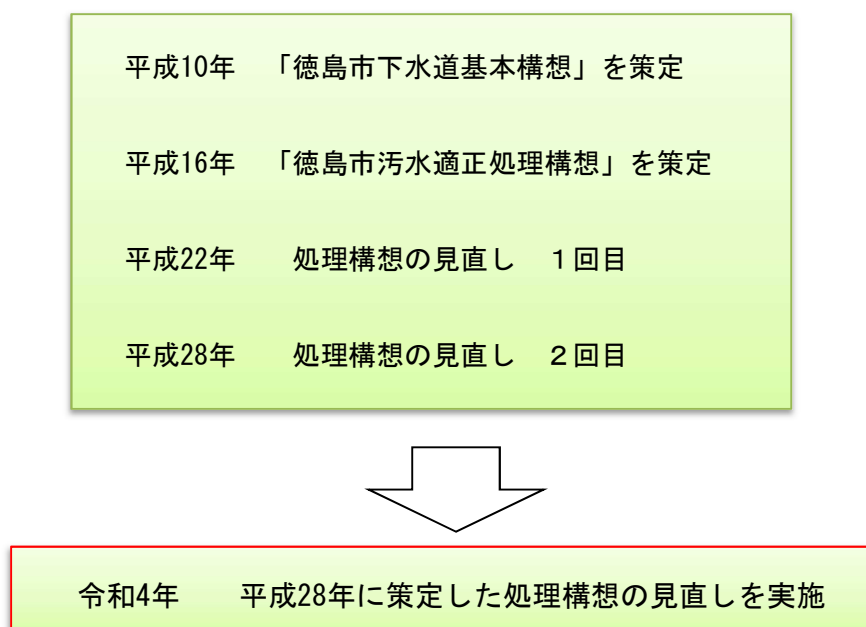 平成10年　「徳島市下水道基本構想」を策定
平成16年　「徳島市汚水適正処理構想」を策定
平成22年　　処理構想の見直し　１回目
平成28年　　処理構想の見直し　２回目
令和4年　　平成28年に策定した処理構想の見直しを実施